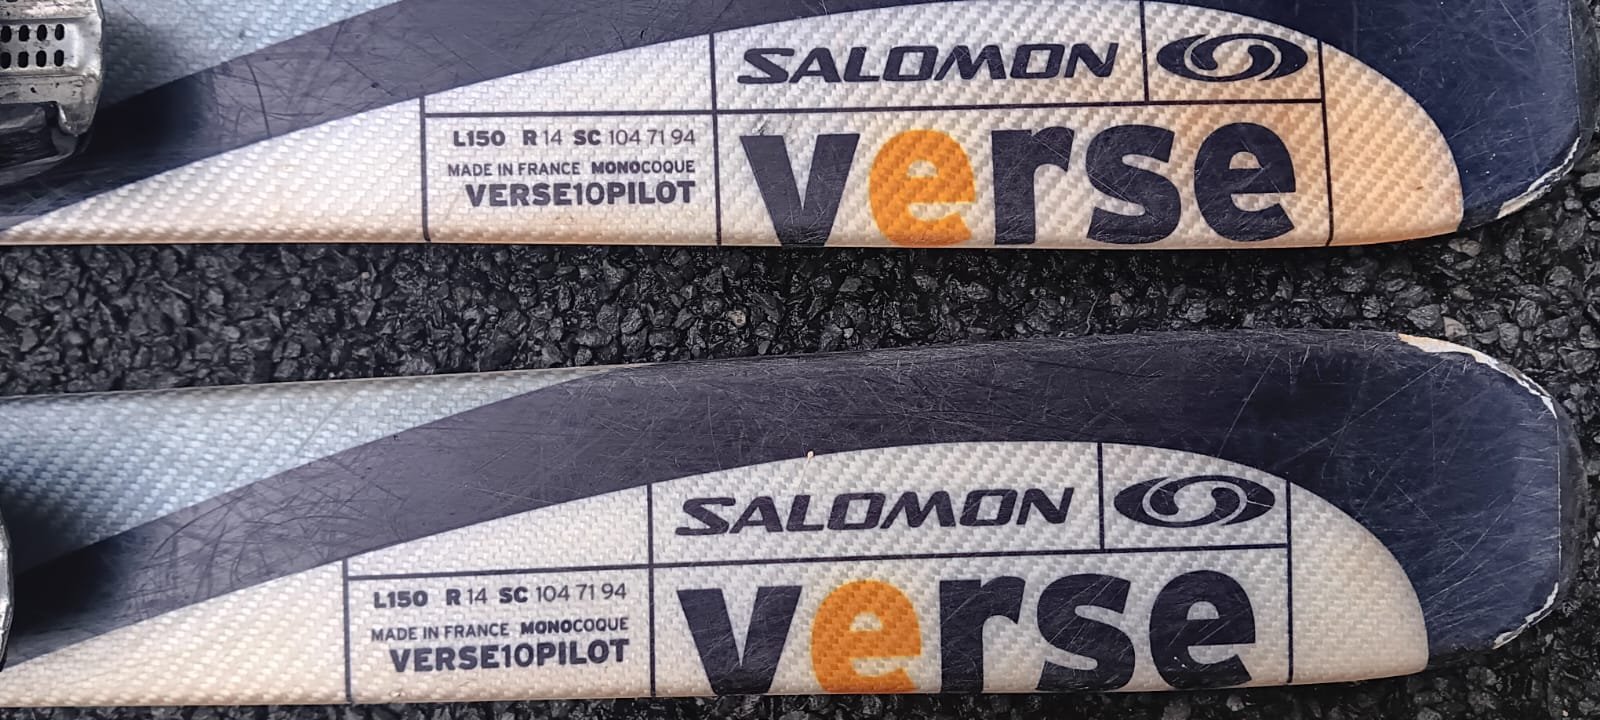 SALOMON
L150 R 14 SC 104 71 94
MADE IN FRANCE MONOCOQUE
VERSE10PILOT
verse
SALOMON
L150 R 14 SC 104 71 94
MADE IN FRANCE MONOCOQUE
VERSE10PILOT
verse